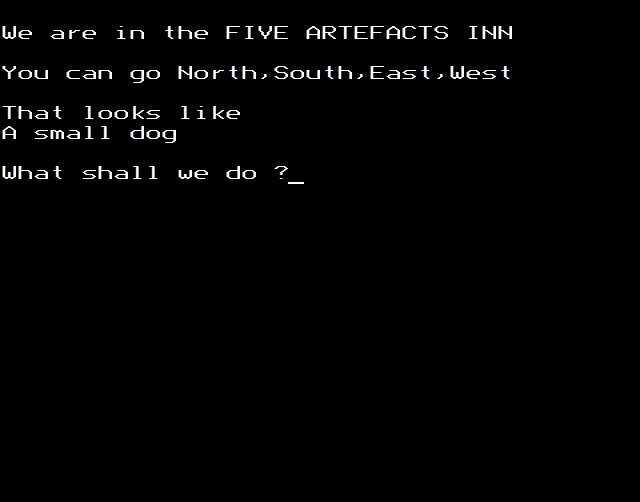 We are in the FIVE ARTEFACTS INN
You can go North,South,East,West
That looks like
A small dog
What shall we do ?_